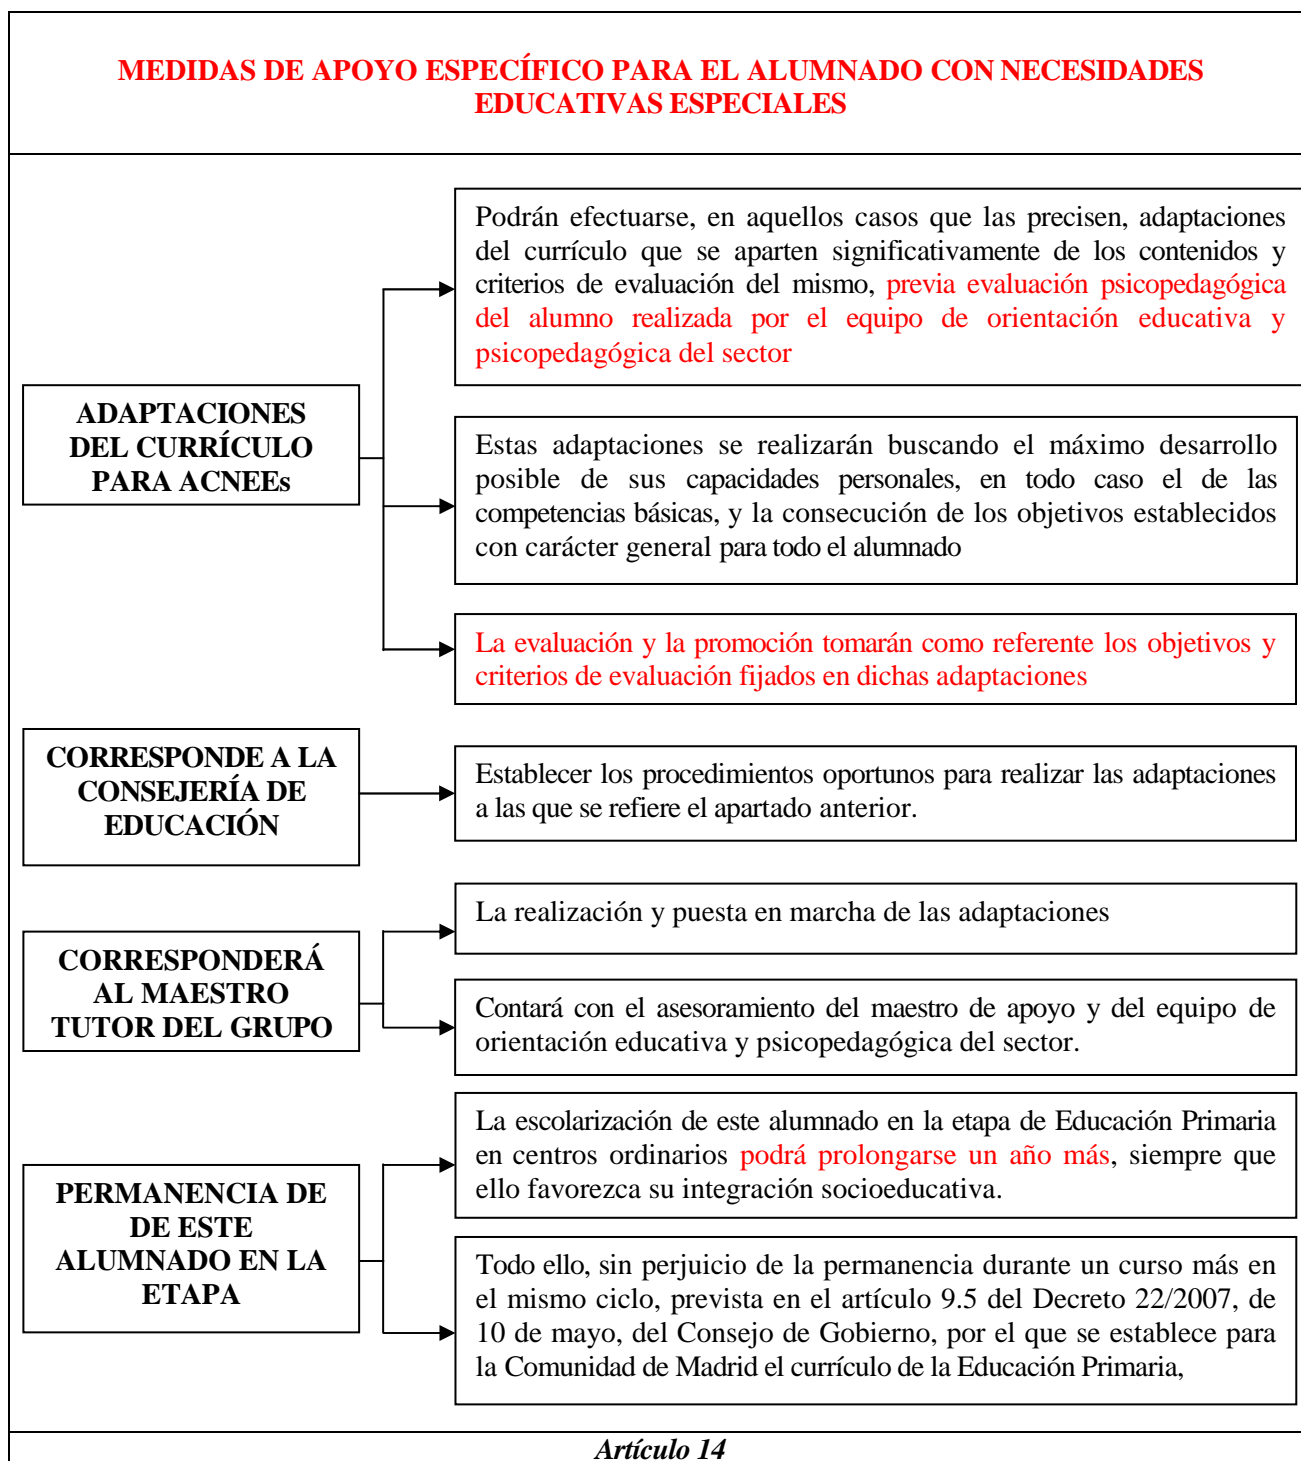 MEDIDAS DE APOYO ESPECÍFICO PARA EL ALUMNADO CON NECESIDADES
EDUCATIVAS ESPECIALES
ADAPTACIONES
DEL CURRÍCULO
PARA ACNEEs
Podrán efectuarse, en aquellos casos que las precisen, adaptaciones
del currículo que se aparten significativamente de los contenidos y
criterios de evaluación del mismo, previa evaluación psicopedagógica
del alumno realizada por el equipo de orientación educativa y
psicopedagógica del sector
Estas adaptaciones se realizarán buscando el máximo desarrollo
posible de sus capacidades personales, en todo caso el de las
competencias básicas, y la consecución de los objetivos establecidos
con carácter general para todo el alumnado
La evaluación y la promoción tomarán como referente los objetivos y
criterios de evaluación fijados en dichas adaptaciones
CORRESPONDE A LA
CONSEJERÍA DE
EDUCACIÓN
Establecer los procedimientos oportunos para realizar las adaptaciones
a las que se refiere el apartado anterior.
CORRESPONDERÁ
AL MAESTRO
TUTOR DEL GRUPO
La realización y puesta en marcha de las adaptaciones
Contará con el asesoramiento del maestro de apoyo y del equipo de
orientación educativa y psicopedagógica del sector.
PERMANENCIA DE
DE ESTE
ALUMNADO EN LA
ETAPA
La escolarización de este alumnado en la etapa de Educación Primaria
en centros ordinarios podrá prolongarse un año más, siempre que
ello favorezca su integración socioeducativa.
Todo ello, sin perjuicio de la permanencia durante un curso más en
el mismo ciclo, prevista en el artículo 9.5 del Decreto 22/2007, de
10 de mayo, del Consejo de Gobierno, por el que se establece para
la Comunidad de Madrid el currículo de la Educación Primaria,
Artículo 14